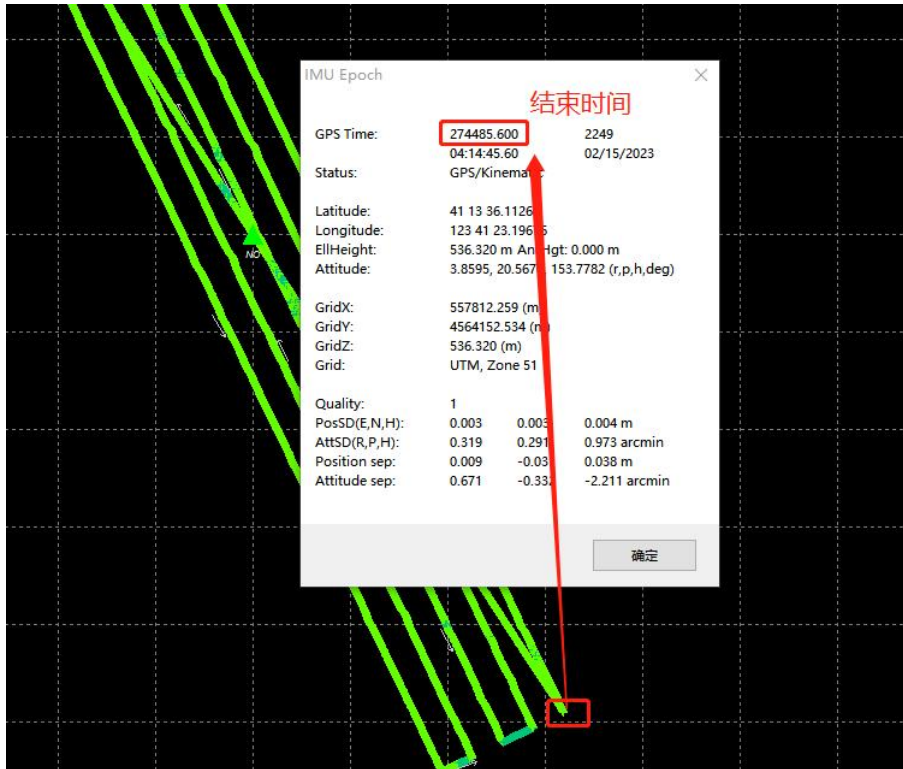 IMU Epoch
结束时间
GPS Time: 274485.600 2249
04:14:45.60 02/15/2023
Status: GPS/Kinematic
Latitude: 41 13 36.1126
Longitude: 123 41 23.19
EllHeight: 536.320 m Hgt: 0.000 m
Attitude: 3.8595, 20.567 153.7782 (r,p,h,deg)
GridX: 557812.259 (m)
GridY: 4564152.534 (m)
GridZ: 536.320 (m)
Grid: UTM, Zone 51
Quality: 1
PosSD(E,N,H): 0.003 0.003 0.004 m
AttSD(R,P,H): 0.319 0.291 0.973 arcmin
Position sep: 0.009 -0.03 0.038 m
Attitude sep: 0.671 -0.33 -2.211 arcmin
确定